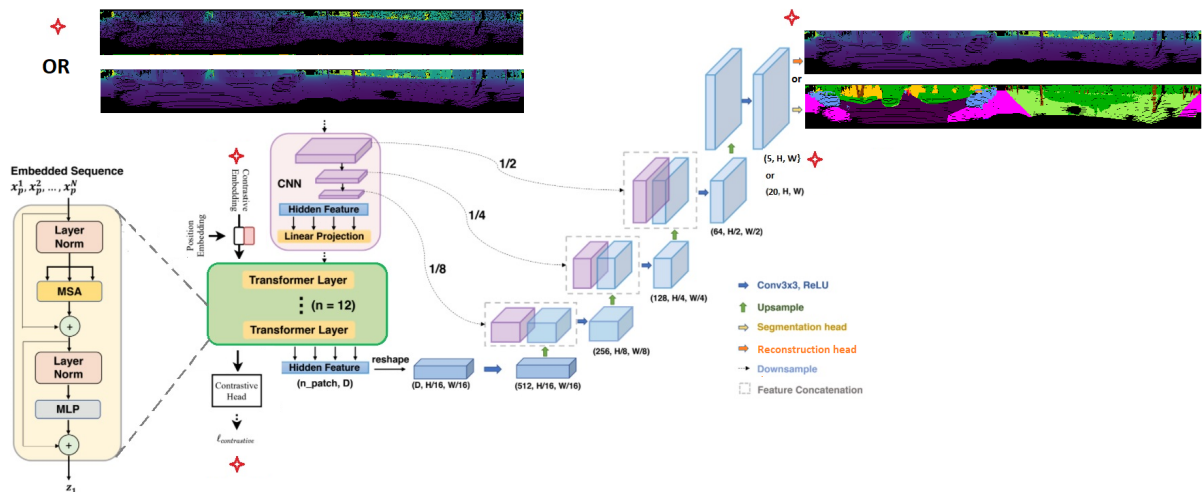 OR
Embedded Sequence
x_p^1, x_p^2, ..., x_p^N
Layer
Norm
MSA
+
Layer
Norm
MLP
+
z_1
Contrastive
Embedding
Position
Embedding
CNN
Hidden Feature
Linear Projection
Transformer Layer
(n = 12)
Transformer Layer
Hidden Feature
(n_patch, D)
reshape
Contrastive
Head
ℓ_contrastive
1/2
1/4
1/8
(D, H/16, W/16)
(512, H/16, W/16)
(256, H/8, W/8)
(128, H/4, W/4)
(64, H/2, W/2)
or
(5, H, W)
or
(20, H, W)
Conv3x3, ReLU
Upsample
Segmentation head
Reconstruction head
Downsample
Feature Concatenation